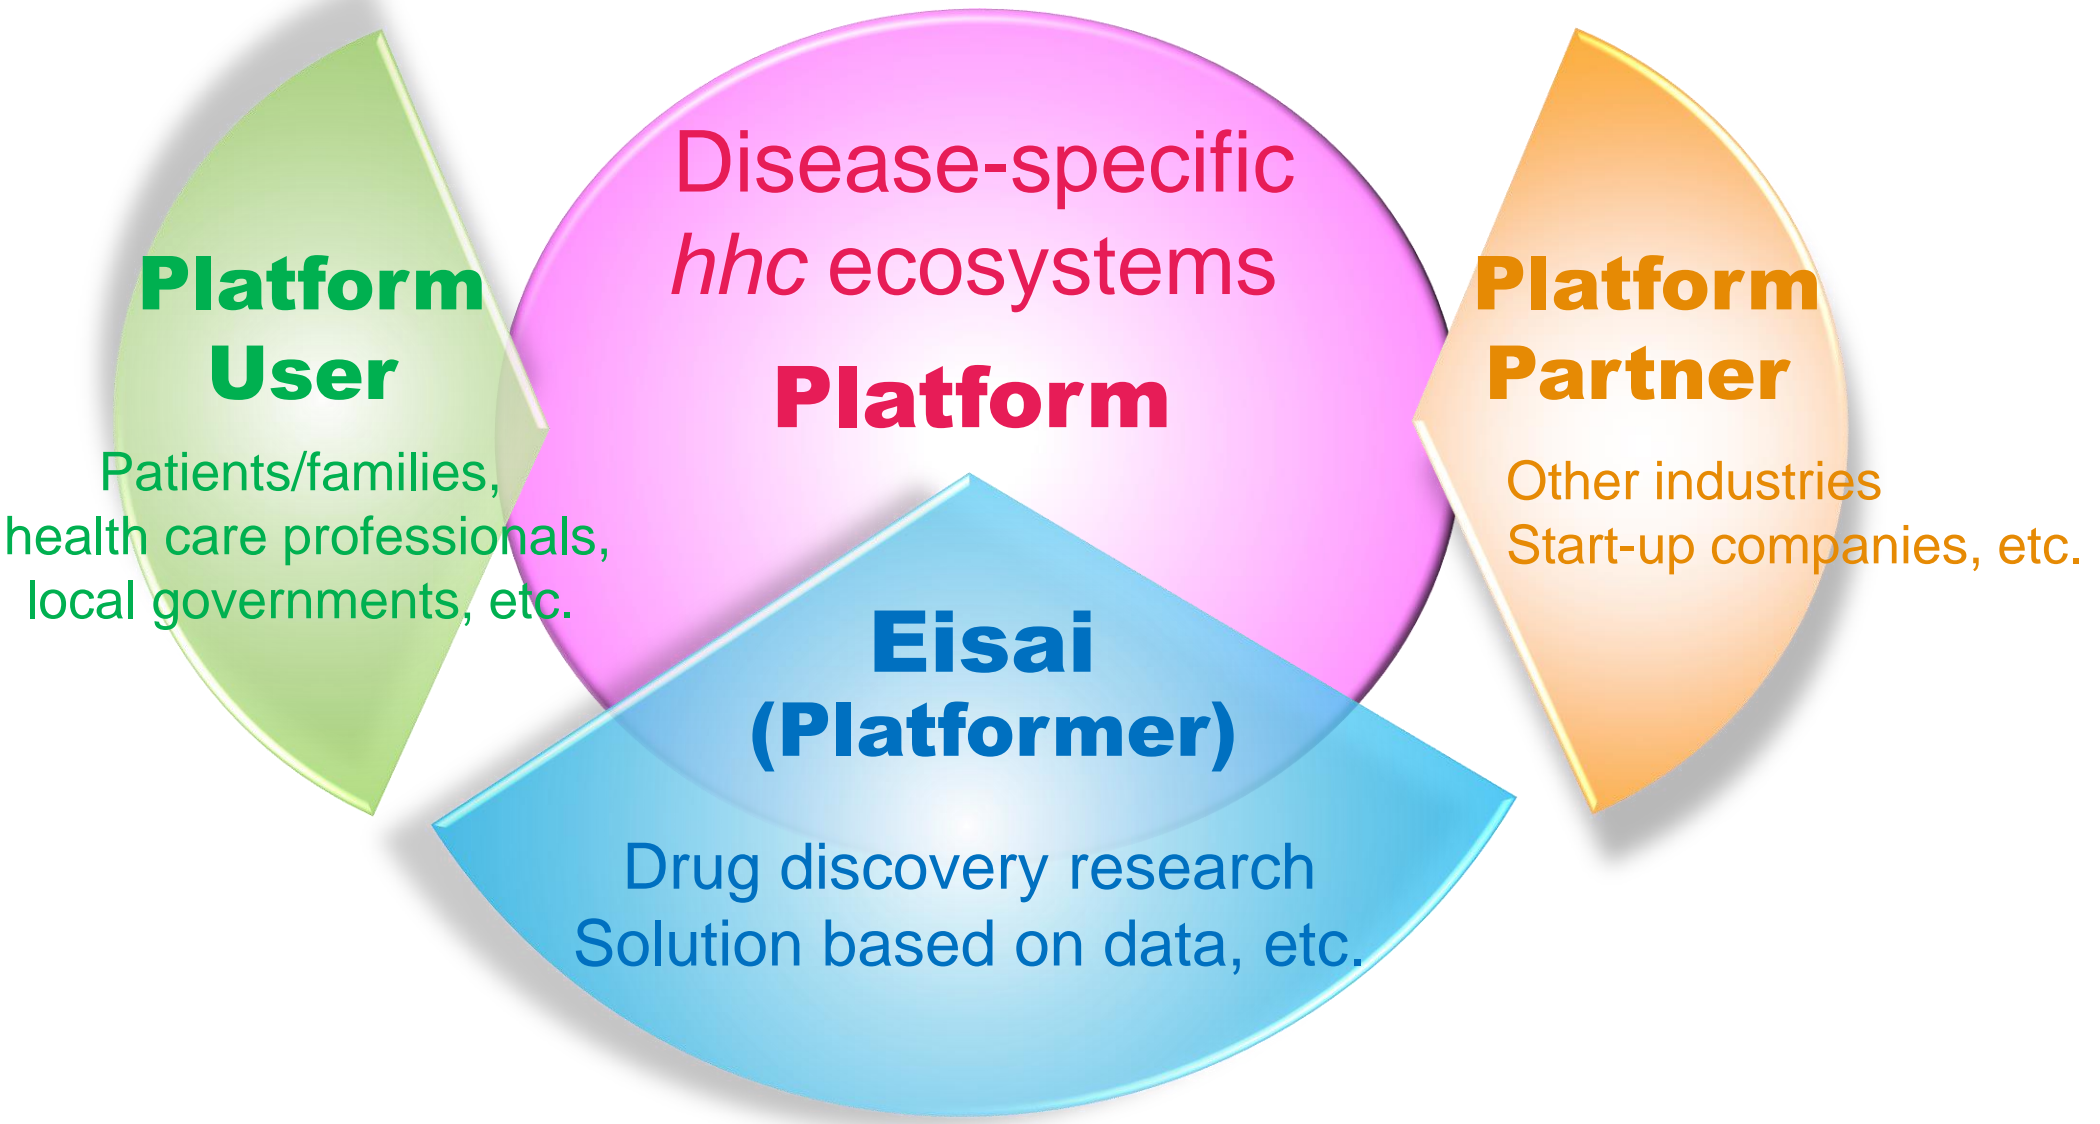 Disease-specific
hhc ecosystems
Platform
Platform
User
Patients/families,
health care professionals,
local governments, etc.
Platform
Partner
Other industries
Start-up companies, etc.
Eisai
(Platformer)
Drug discovery research
Solution based on data, etc.